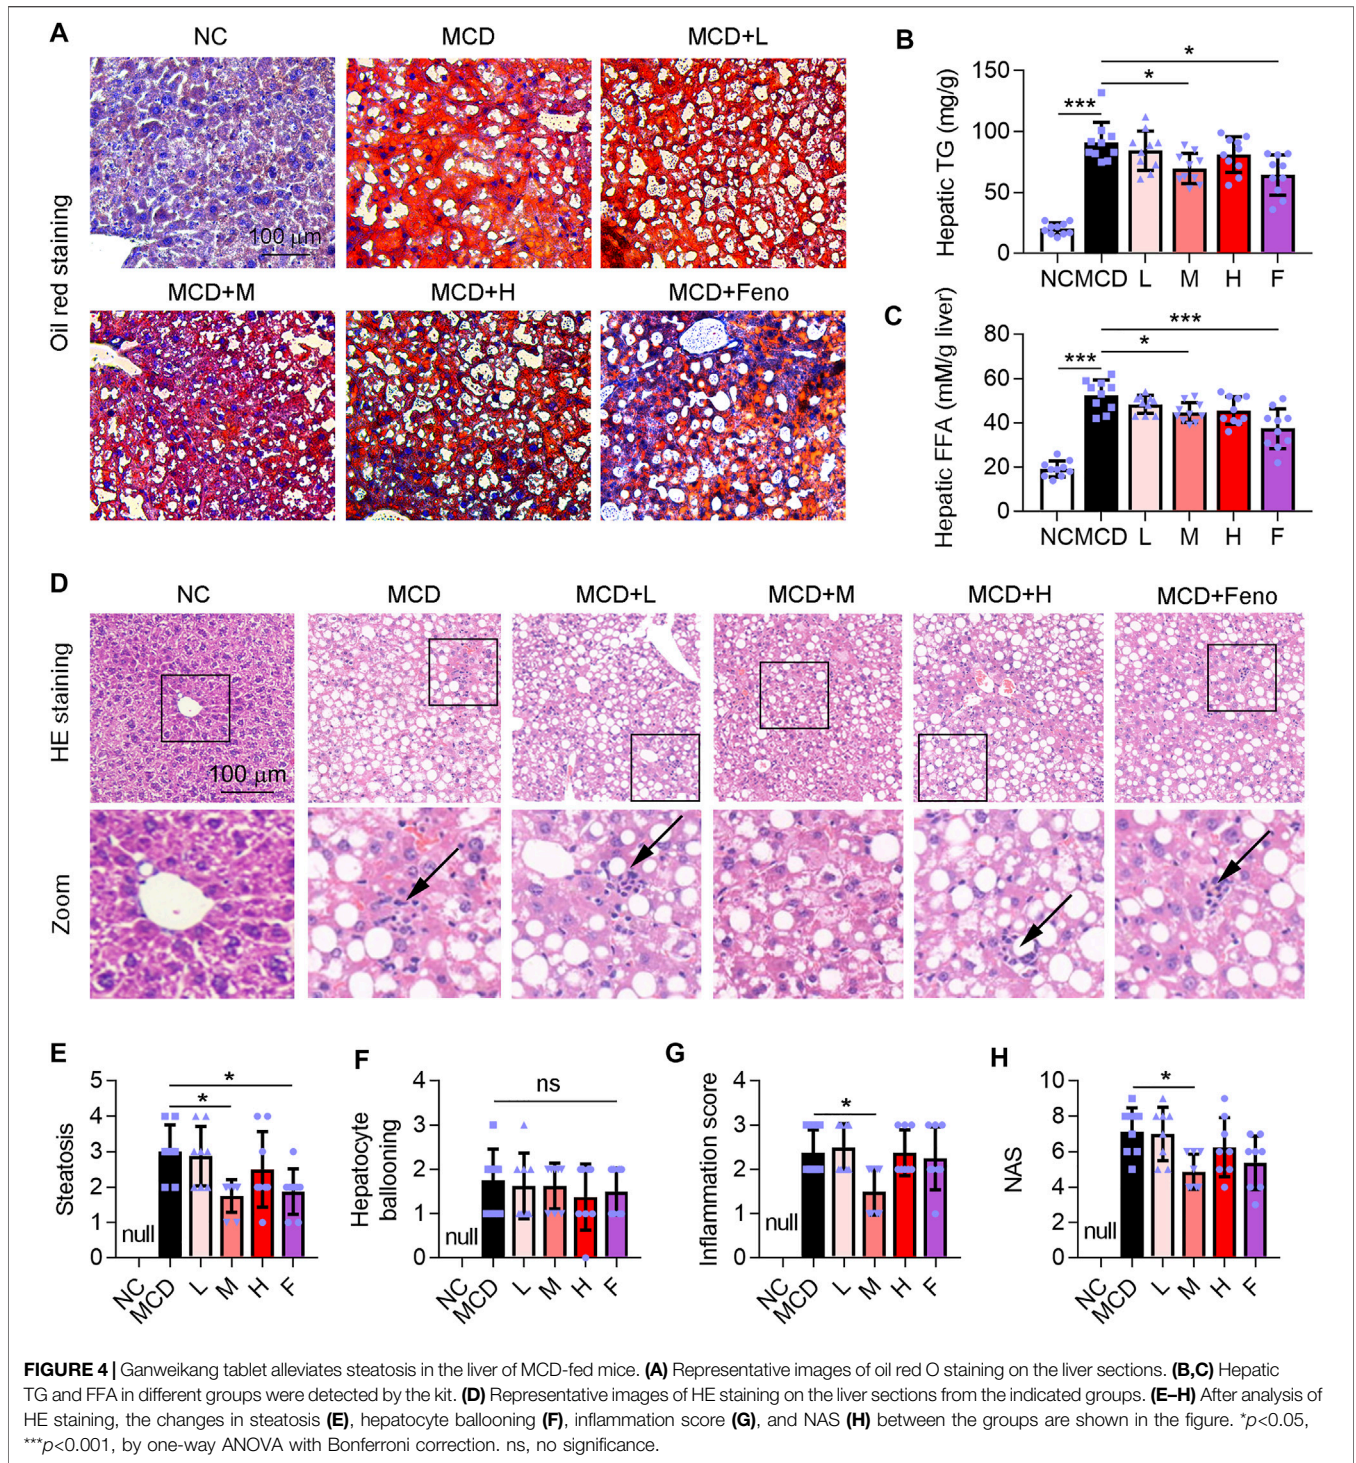 A
NC
MCD
MCD+L
Oil red staining
100 μm
MCD+M
MCD+H
MCD+Feno
B
*
*
***
Hepatic TG (mg/g)
150
100
50
0
NC MCD L M H F
C
***
*
***
Hepatic FFA (mM/g liver)
80
60
40
20
0
NC MCD L M H F
D
NC
MCD
MCD+L
MCD+M
MCD+H
MCD+Feno
HE staining
100 μm
Zoom
E
*
*
Steatosis
5
4
3
2
1
0
null
NC MCD L M H F
F
ns
Hepatocyte
ballooning
4
3
2
1
0
null
NC MCD L M H F
G
*
Inflammation score
4
3
2
1
0
null
NC MCD L M H F
H
*
NAS
10
8
6
4
2
0
null
NC MCD L M H F
FIGURE 4 | Ganweikang tablet alleviates steatosis in the liver of MCD-fed mice. (A) Representative images of oil red O staining on the liver sections. (B,C) Hepatic
TG and FFA in different groups were detected by the kit. (D) Representative images of HE staining on the liver sections from the indicated groups. (E–H) After analysis of
HE staining, the changes in steatosis (E), hepatocyte ballooning (F), inflammation score (G), and NAS (H) between the groups are shown in the figure. *p<0.05,
***p<0.001, by one-way ANOVA with Bonferroni correction. ns, no significance.